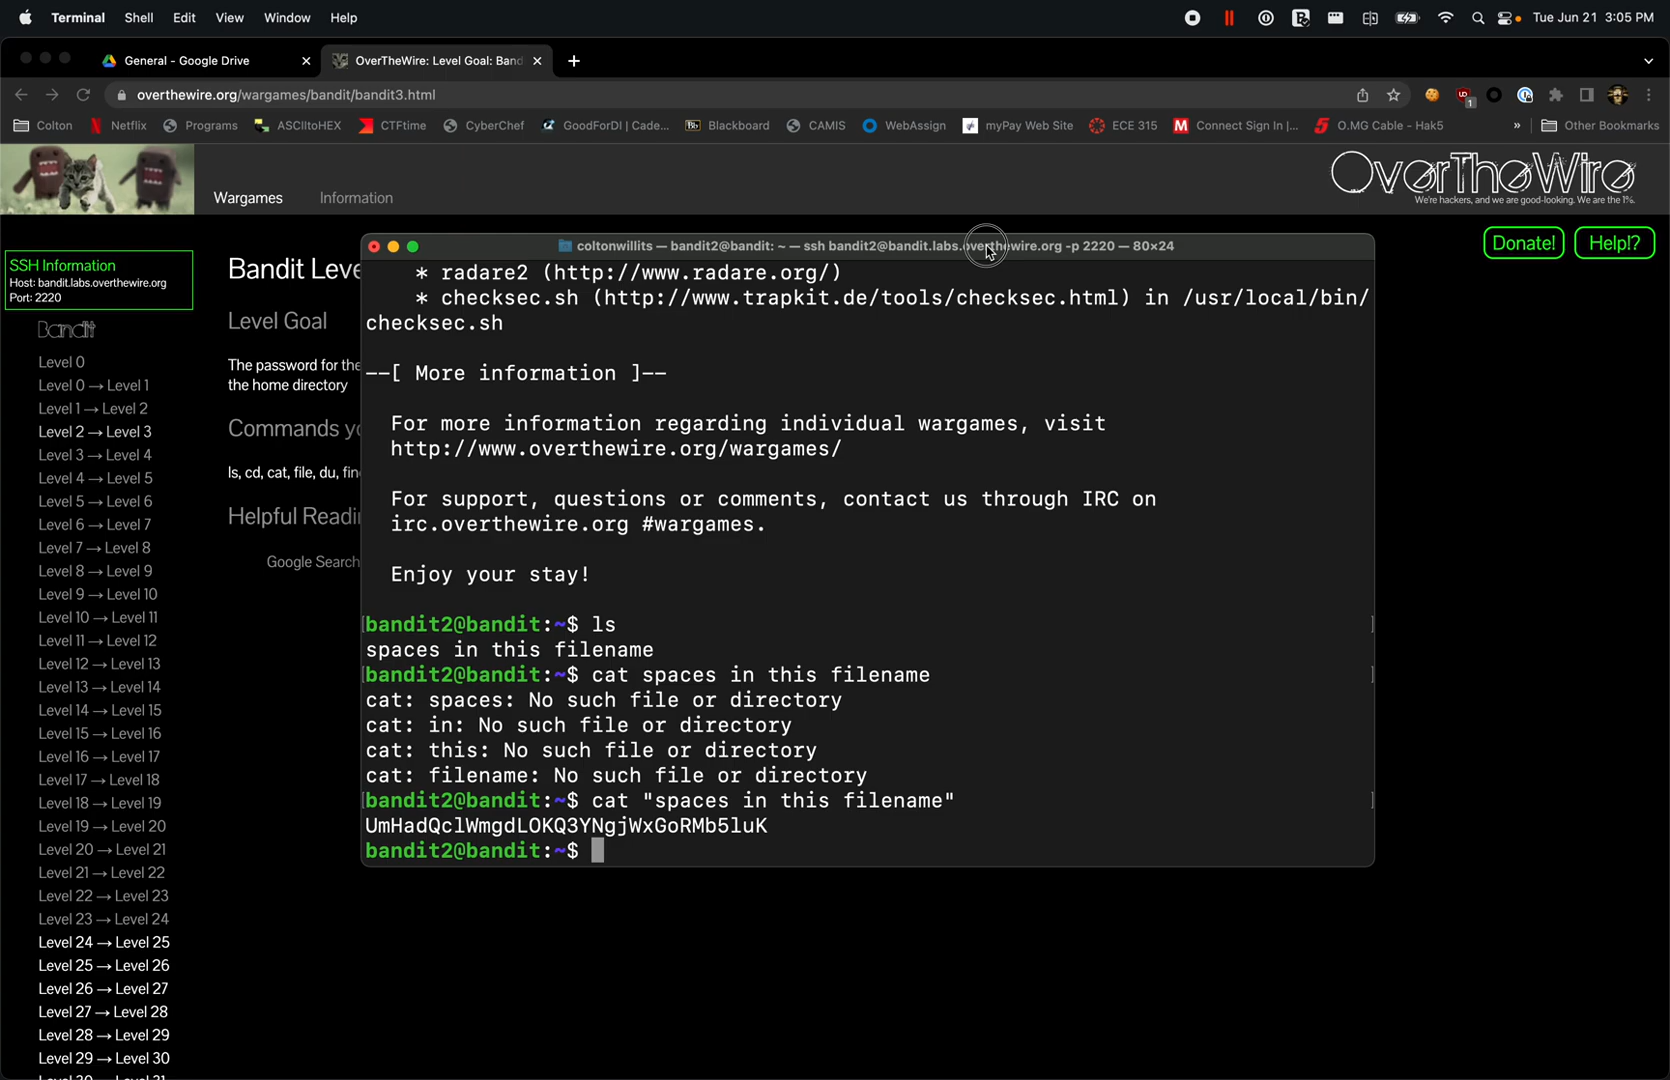 Terminal Shell Edit View Window Help Tue Jun 21 3:05 PM
General - Google Drive OverTheWire: Level Goal: Band
overthewire.org/wargames/bandit/bandit3.html
Colton Netflix Programs ASCIItoHEX CTFtime CyberChef GoodForDI | Cade... Blackboard CAMIS WebAssign myPay Web Site ECE 315 Connect Sign In |... O.MG Cable - Hak5 » Other Bookmarks
OverTheWire
We're hackers, and we are good-looking. We are the 1%.
Wargames Information
Donate! Help!?
SSH Information
Host: bandit.labs.overthewire.org
Port: 2220
Bandit
Level 0
Level 0 → Level 1
Level 1 → Level 2
Level 2 → Level 3
Level 3 → Level 4
Level 4 → Level 5
Level 5 → Level 6
Level 6 → Level 7
Level 7 → Level 8
Level 8 → Level 9
Level 9 → Level 10
Level 10 → Level 11
Level 11 → Level 12
Level 12 → Level 13
Level 13 → Level 14
Level 14 → Level 15
Level 15 → Level 16
Level 16 → Level 17
Level 17 → Level 18
Level 18 → Level 19
Level 19 → Level 20
Level 20 → Level 21
Level 21 → Level 22
Level 22 → Level 23
Level 23 → Level 24
Level 24 → Level 25
Level 25 → Level 26
Level 26 → Level 27
Level 27 → Level 28
Level 28 → Level 29
Level 29 → Level 30
Bandit Leve
Level Goal
The password for the
the home directory
Commands yo
ls, cd, cat, file, du, fin
Helpful Readi
Google Search
coltonwillits — bandit2@bandit: ~ — ssh bandit2@bandit.labs.overthewire.org -p 2220 — 80×24
* radare2 (http://www.radare.org/)
* checksec.sh (http://www.trapkit.de/tools/checksec.html) in /usr/local/bin/
checksec.sh
--[ More information ]--
For more information regarding individual wargames, visit
http://www.overthewire.org/wargames/
For support, questions or comments, contact us through IRC on
irc.overthewire.org #wargames.
Enjoy your stay!
[bandit2@bandit:~$ ls ]
spaces in this filename
[bandit2@bandit:~$ cat spaces in this filename ]
cat: spaces: No such file or directory
cat: in: No such file or directory
cat: this: No such file or directory
cat: filename: No such file or directory
[bandit2@bandit:~$ cat "spaces in this filename" ]
UmHadQclWmgdLOKQ3YNgjWxGoRMb5luK
bandit2@bandit:~$